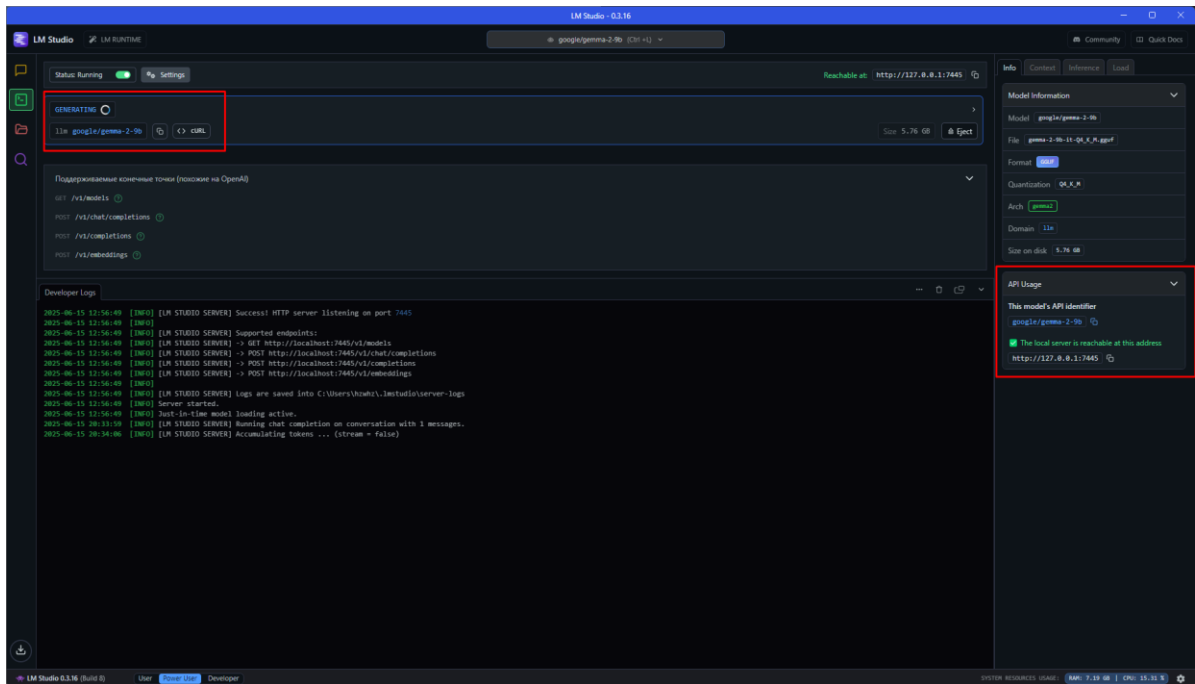 LM Studio - 0.3.16
LM Studio LM RUNTIME google/gemma-2-9b (Ctrl + L) Community Quick Docs
Status: Running Settings Reachable at: http://127.0.0.1:7445
GENERATING
llm google/gemma-2-9b <> cURL Size 5.76 GB Eject
Поддерживаемые конечные точки (похожие на OpenAI)
GET /v1/models
POST /v1/chat/completions
POST /v1/completions
POST /v1/embeddings
Developer Logs
2025-06-15 12:56:49 [INFO] [LM STUDIO SERVER] Success! HTTP server listening on port 7445
2025-06-15 12:56:49 [INFO]
2025-06-15 12:56:49 [INFO] [LM STUDIO SERVER] Supported endpoints:
2025-06-15 12:56:49 [INFO] [LM STUDIO SERVER] -> GET http://localhost:7445/v1/models
2025-06-15 12:56:49 [INFO] [LM STUDIO SERVER] -> POST http://localhost:7445/v1/chat/completions
2025-06-15 12:56:49 [INFO] [LM STUDIO SERVER] -> POST http://localhost:7445/v1/completions
2025-06-15 12:56:49 [INFO] [LM STUDIO SERVER] -> POST http://localhost:7445/v1/embeddings
2025-06-15 12:56:49 [INFO]
2025-06-15 12:56:49 [INFO] [LM STUDIO SERVER] Logs are saved into C:\Users\hzwhz\.lmstudio\server-logs
2025-06-15 12:56:49 [INFO] Server started.
2025-06-15 12:56:49 [INFO] Just-in-time model loading active.
2025-06-15 20:33:59 [INFO] [LM STUDIO SERVER] Running chat completion on conversation with 1 messages.
2025-06-15 20:34:06 [INFO] [LM STUDIO SERVER] Accumulating tokens ... (stream = false)
Info Context Inference Load
Model Information
Model google/gemma-2-9b
File gemma-2-9b-it-Q4_K_M.gguf
Format GGUF
Quantization Q4_K_M
Arch gemma2
Domain llm
Size on disk 5.76 GB
API Usage
This model's API identifier
google/gemma-2-9b
The local server is reachable at this address
http://127.0.0.1:7445
LM Studio 0.3.16 (Build 8) User Power User Developer SYSTEM RESOURCES USAGE: RAM: 7.19 GB | CPU: 15.31 %